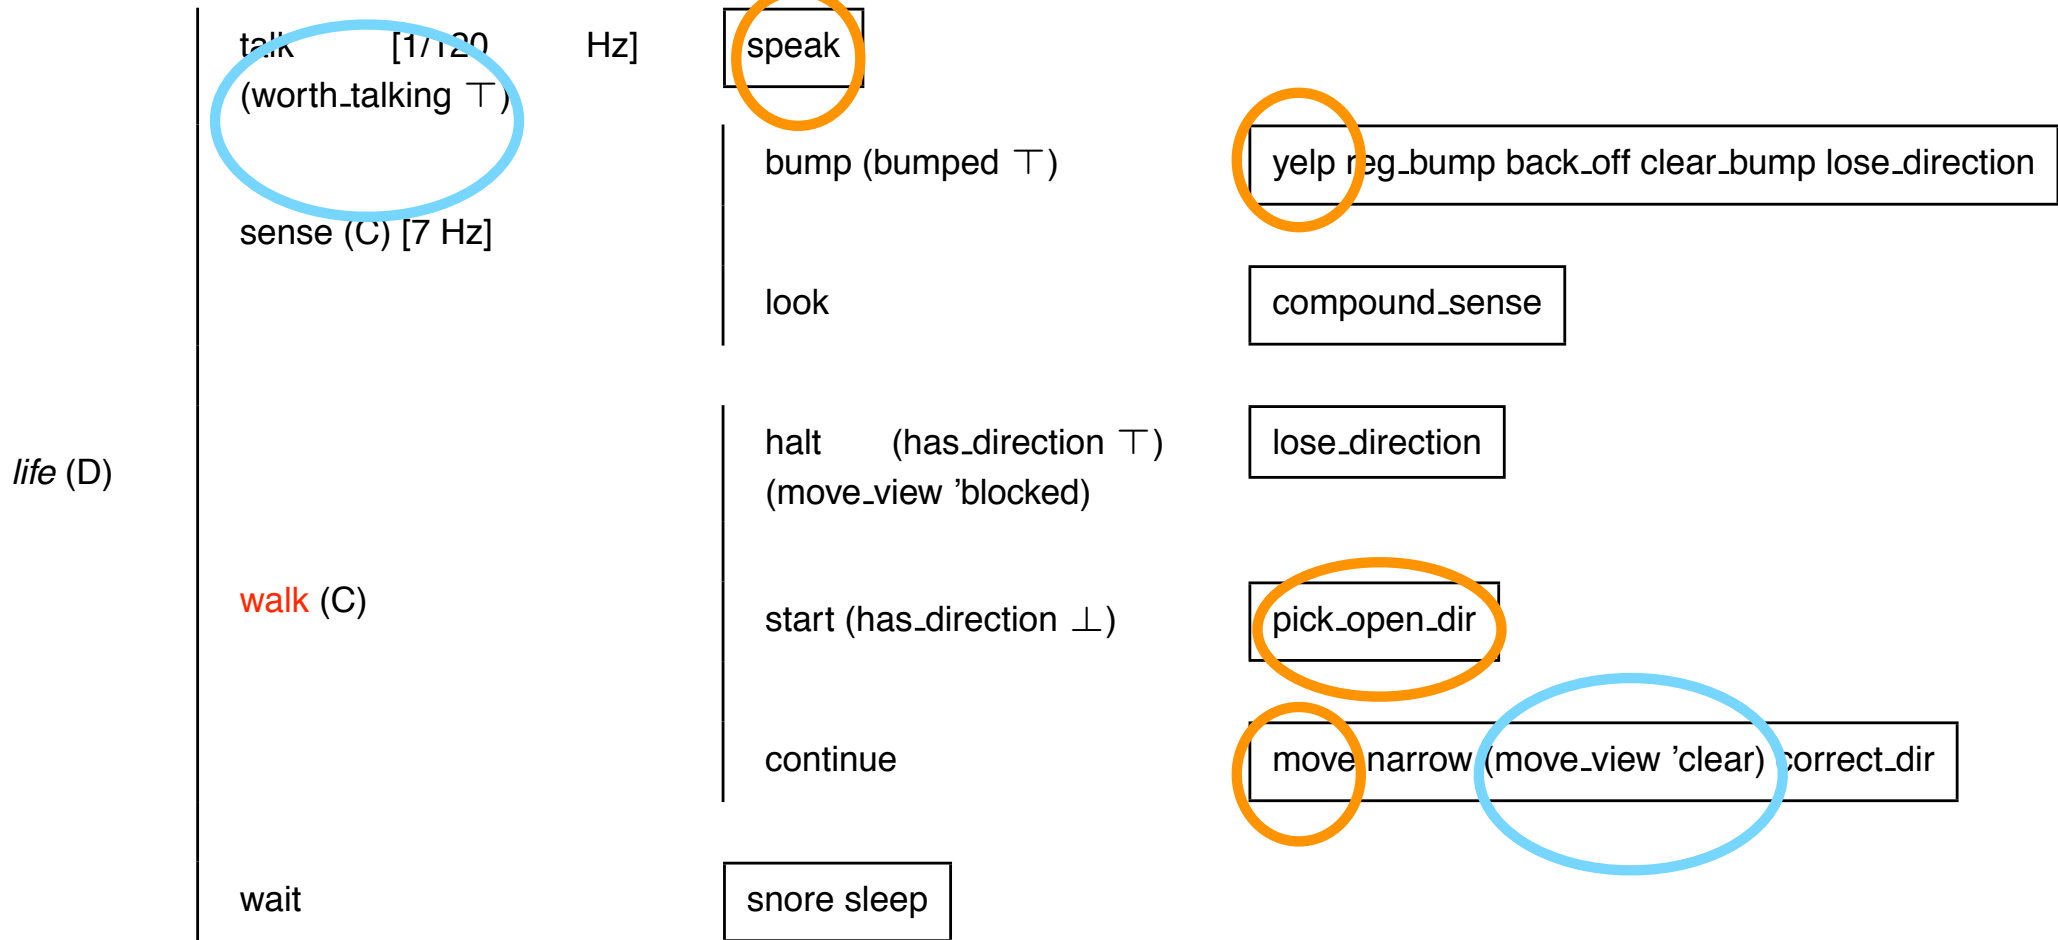 talk [1/120 Hz] speak
(worth_talking ⊤)
bump (bumped ⊤) yelp reg_bump back_off clear_bump lose_direction
sense (C) [7 Hz]
look compound_sense
halt (has_direction ⊤) lose_direction
life (D)
(move_view ’blocked)
walk (C)
start (has_direction ⊥) pick_open_dir
continue move narrow (move_view ’clear) correct_dir
wait snore sleep